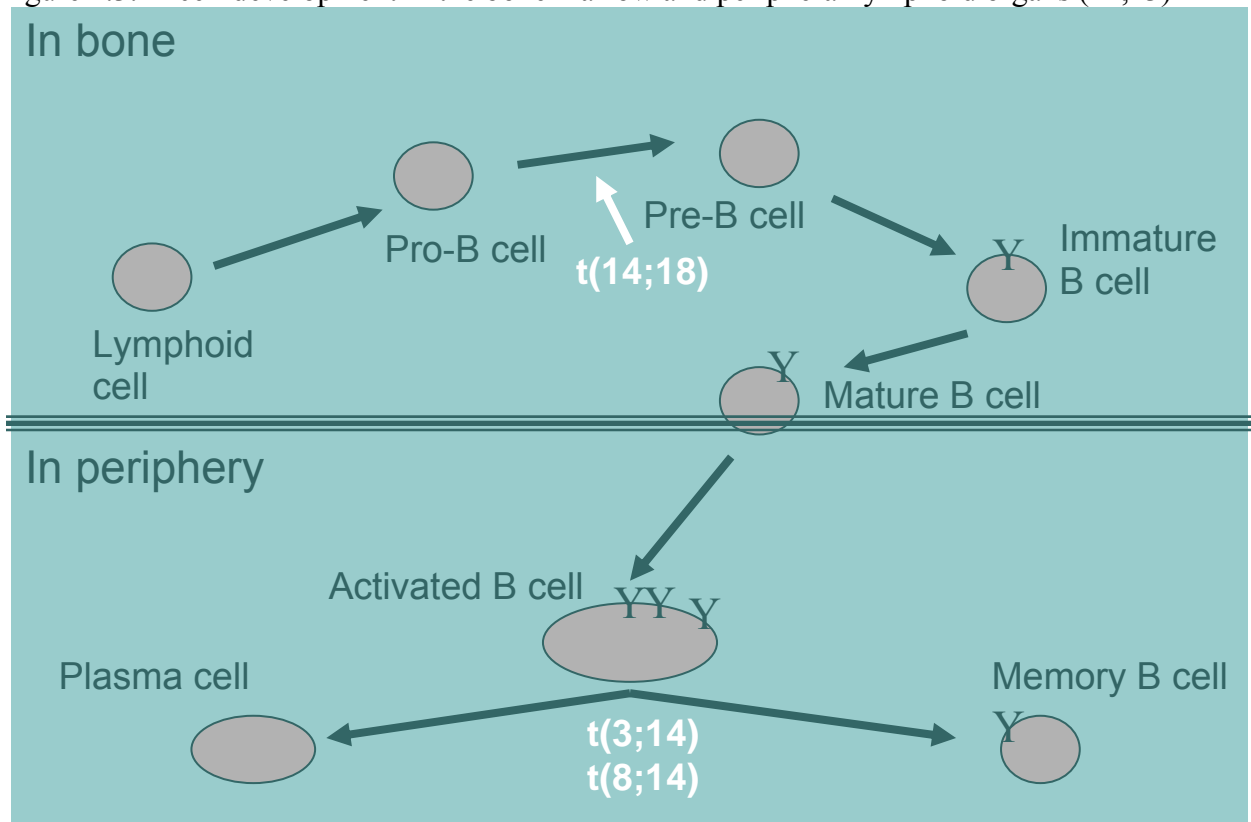 In bone
Pro-B cell
Pre-B cell
t(14;18)
Immature
B cell
Y
Lymphoid
cell
Y
Mature B cell
In periphery
Activated B cell
YY Y
Plasma cell
Memory B cell
Y
t(3;14)
t(8;14)